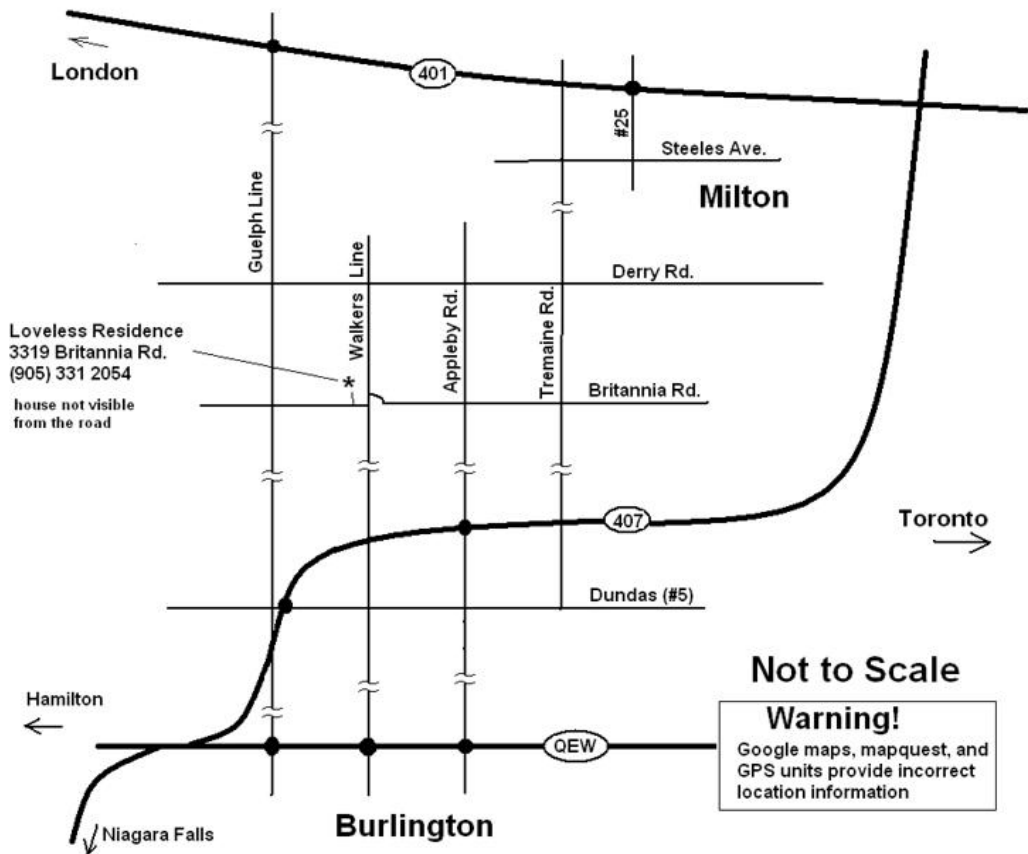 London
401
#25
Steeles Ave.
Milton
Guelph Line
Walkers Line
Appleby Rd.
Tremaine Rd.
Derry Rd.
Loveless Residence
3319 Britannia Rd.
(905) 331 2054
*
house not visible
from the road
Britannia Rd.
407
Toronto
Dundas (#5)
Not to Scale
Hamilton
Warning!
Google maps, mapquest, and
GPS units provide incorrect
location information
QEW
Burlington
Niagara Falls